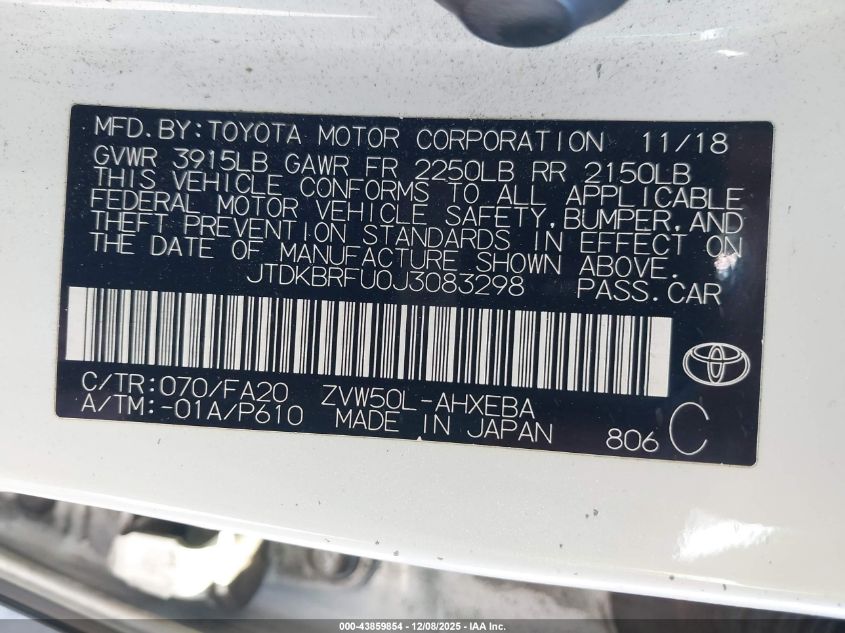 MFD.BY:TOYOTA MOTOR CORPORATION 11/18
GVWR 3915LB GAWR FR 2250LB RR 2150LB
THIS VEHICLE CONFORMS TO ALL APPLICABLE
FEDERAL MOTOR VEHICLE SAFETY,BUMPER,AND
THEFT PREVENTION STANDARDS IN EFFECT ON
THE DATE OF MANUFACTURE SHOWN ABOVE.
JTDKBRFU0J3083298 PASS.CAR
C/TR:070/FA20 ZVW50L-AHXEBA
A/TM:-01A/P610 MADE IN JAPAN 806 C
000-43859854 | 12/08/2025 | IAA Inc.